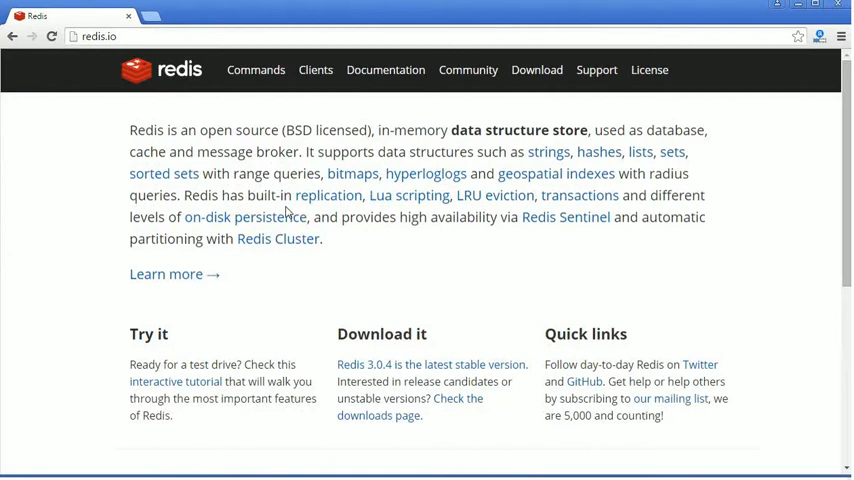 Redis
redis.io
redis
Commands Clients Documentation Community Download Support License
Redis is an open source (BSD licensed), in-memory data structure store, used as database,
cache and message broker. It supports data structures such as strings, hashes, lists, sets,
sorted sets with range queries, bitmaps, hyperloglogs and geospatial indexes with radius
queries. Redis has built-in replication, Lua scripting, LRU eviction, transactions and different
levels of on-disk persistence, and provides high availability via Redis Sentinel and automatic
partitioning with Redis Cluster.
Learn more →
Try it
Ready for a test drive? Check this
interactive tutorial that will walk you
through the most important features
of Redis.
Download it
Redis 3.0.4 is the latest stable version.
Interested in release candidates or
unstable versions? Check the
downloads page.
Quick links
Follow day-to-day Redis on Twitter
and GitHub. Get help or help others
by subscribing to our mailing list, we
are 5,000 and counting!